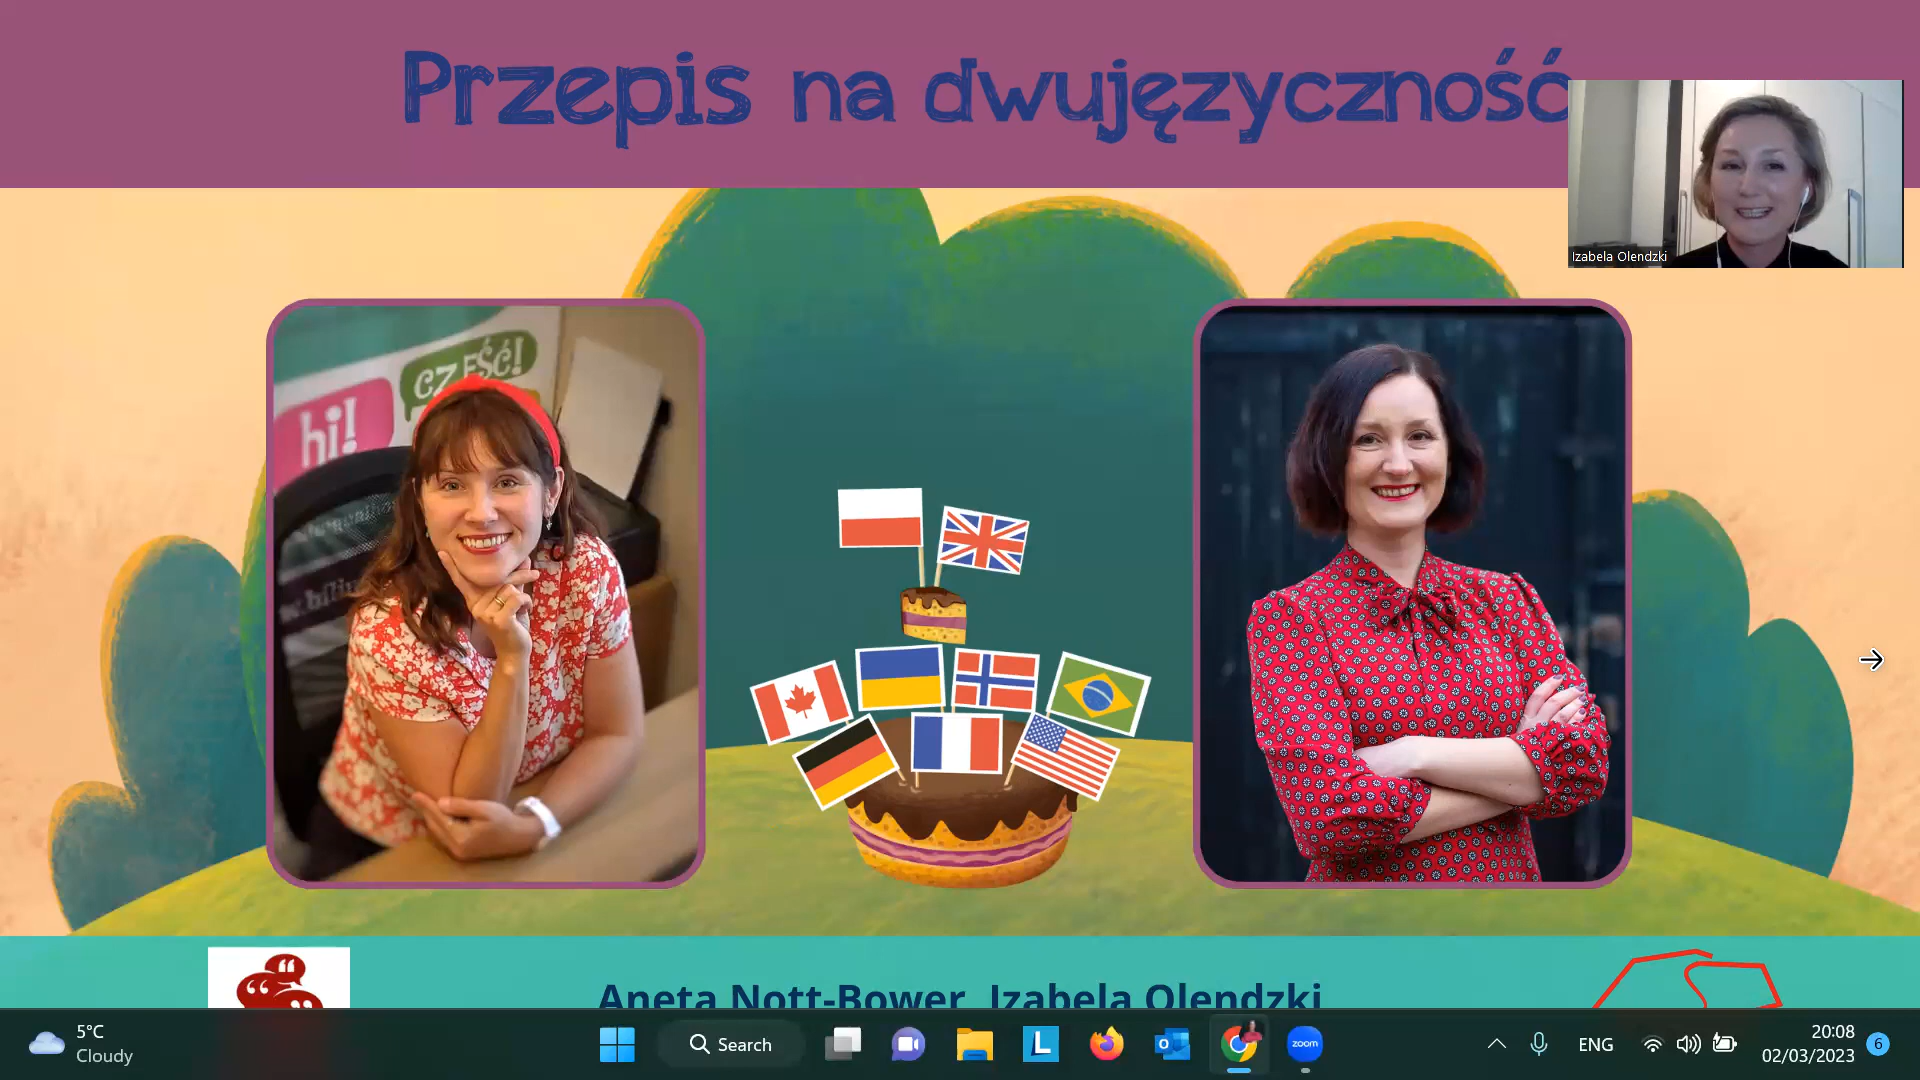 Przepis na dwujęzyczność
Izabela Olendzki
CZEŚĆ!
hi!
Aneta Nott-Bower, Izabela Olendzki
5°C
Cloudy
Search
L
zoom
ENG
20:08
02/03/2023
6